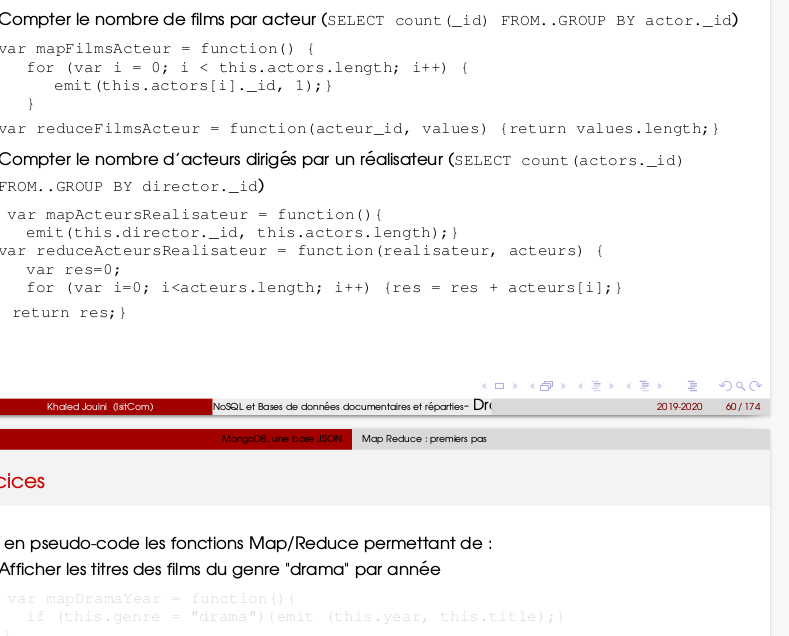 Compter le nombre de films par acteur (SELECT count(_id) FROM..GROUP BY actor._id)
var mapFilmsActeur = function() {
for (var i = 0; i < this.actors.length; i++) {
emit(this.actors[i]._id, 1);}
}
var reduceFilmsActeur = function(acteur_id, values) {return values.length;}
Compter le nombre d'acteurs dirigés par un réalisateur (SELECT count(actors._id)
FROM..GROUP BY director._id)
var mapActeursRealisateur = function(){
emit(this.director._id, this.actors.length);}
var reduceActeursRealisateur = function(realisateur, acteurs) {
var res=0;
for (var i=0; i<acteurs.length; i++) {res = res + acteurs[i];}
return res;}
Khaled Jouini (IsitCom) NoSQL et Bases de données documentaires et réparties– 2019-2020 60 / 174
MongoDB, une base JSON Map Reduce : premiers pas
en pseudo-code les fonctions Map/Reduce permettant de :
Afficher les titres des films du genre "drama" par année
var mapDramaYear = function(){
if (this.genre = "drama"){emit (this.year, this.title);}
}